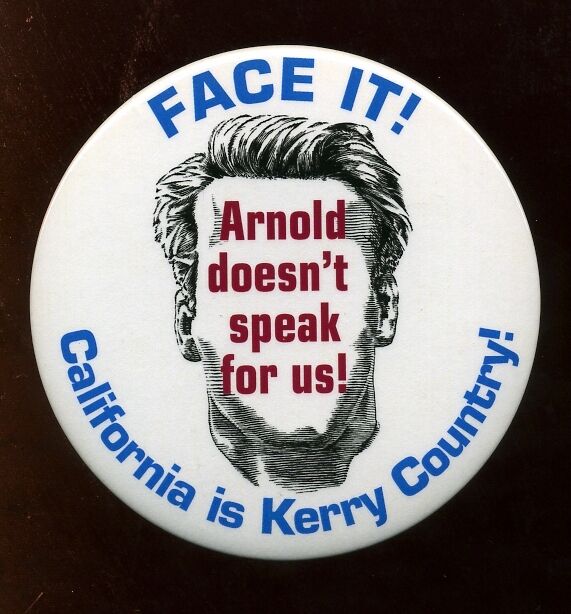 FACE IT!
Arnold
doesn't
speak
for us!
California is Kerry Country!